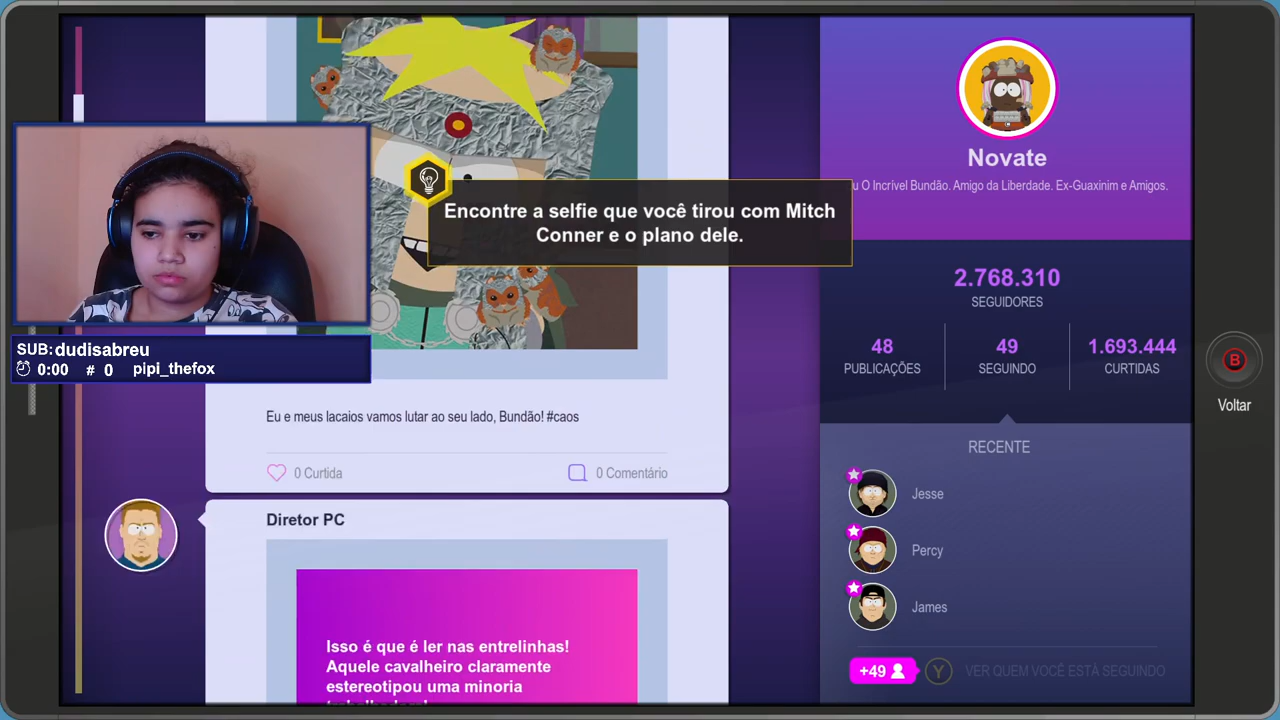 Encontre a selfie que você tirou com Mitch
Conner e o plano dele.
SUB:dudisabreu
0:00 # 0 pipi_thefox
Eu e meus lacaios vamos lutar ao seu lado, Bundão! #caos
0 Curtida
0 Comentário
Diretor PC
Isso é que é ler nas entrelinhas!
Aquele cavalheiro claramente
estereotipou uma minoria
Novate
O Incrível Bundão. Amigo da Liberdade. Ex-Guaxinim e Amigos.
2.768.310
SEGUIDORES
48
PUBLICAÇÕES
49
SEGUINDO
1.693.444
CURTIDAS
RECENTE
Jesse
Percy
James
+49
Y VER QUEM VOCÊ ESTÁ SEGUINDO
B
Voltar